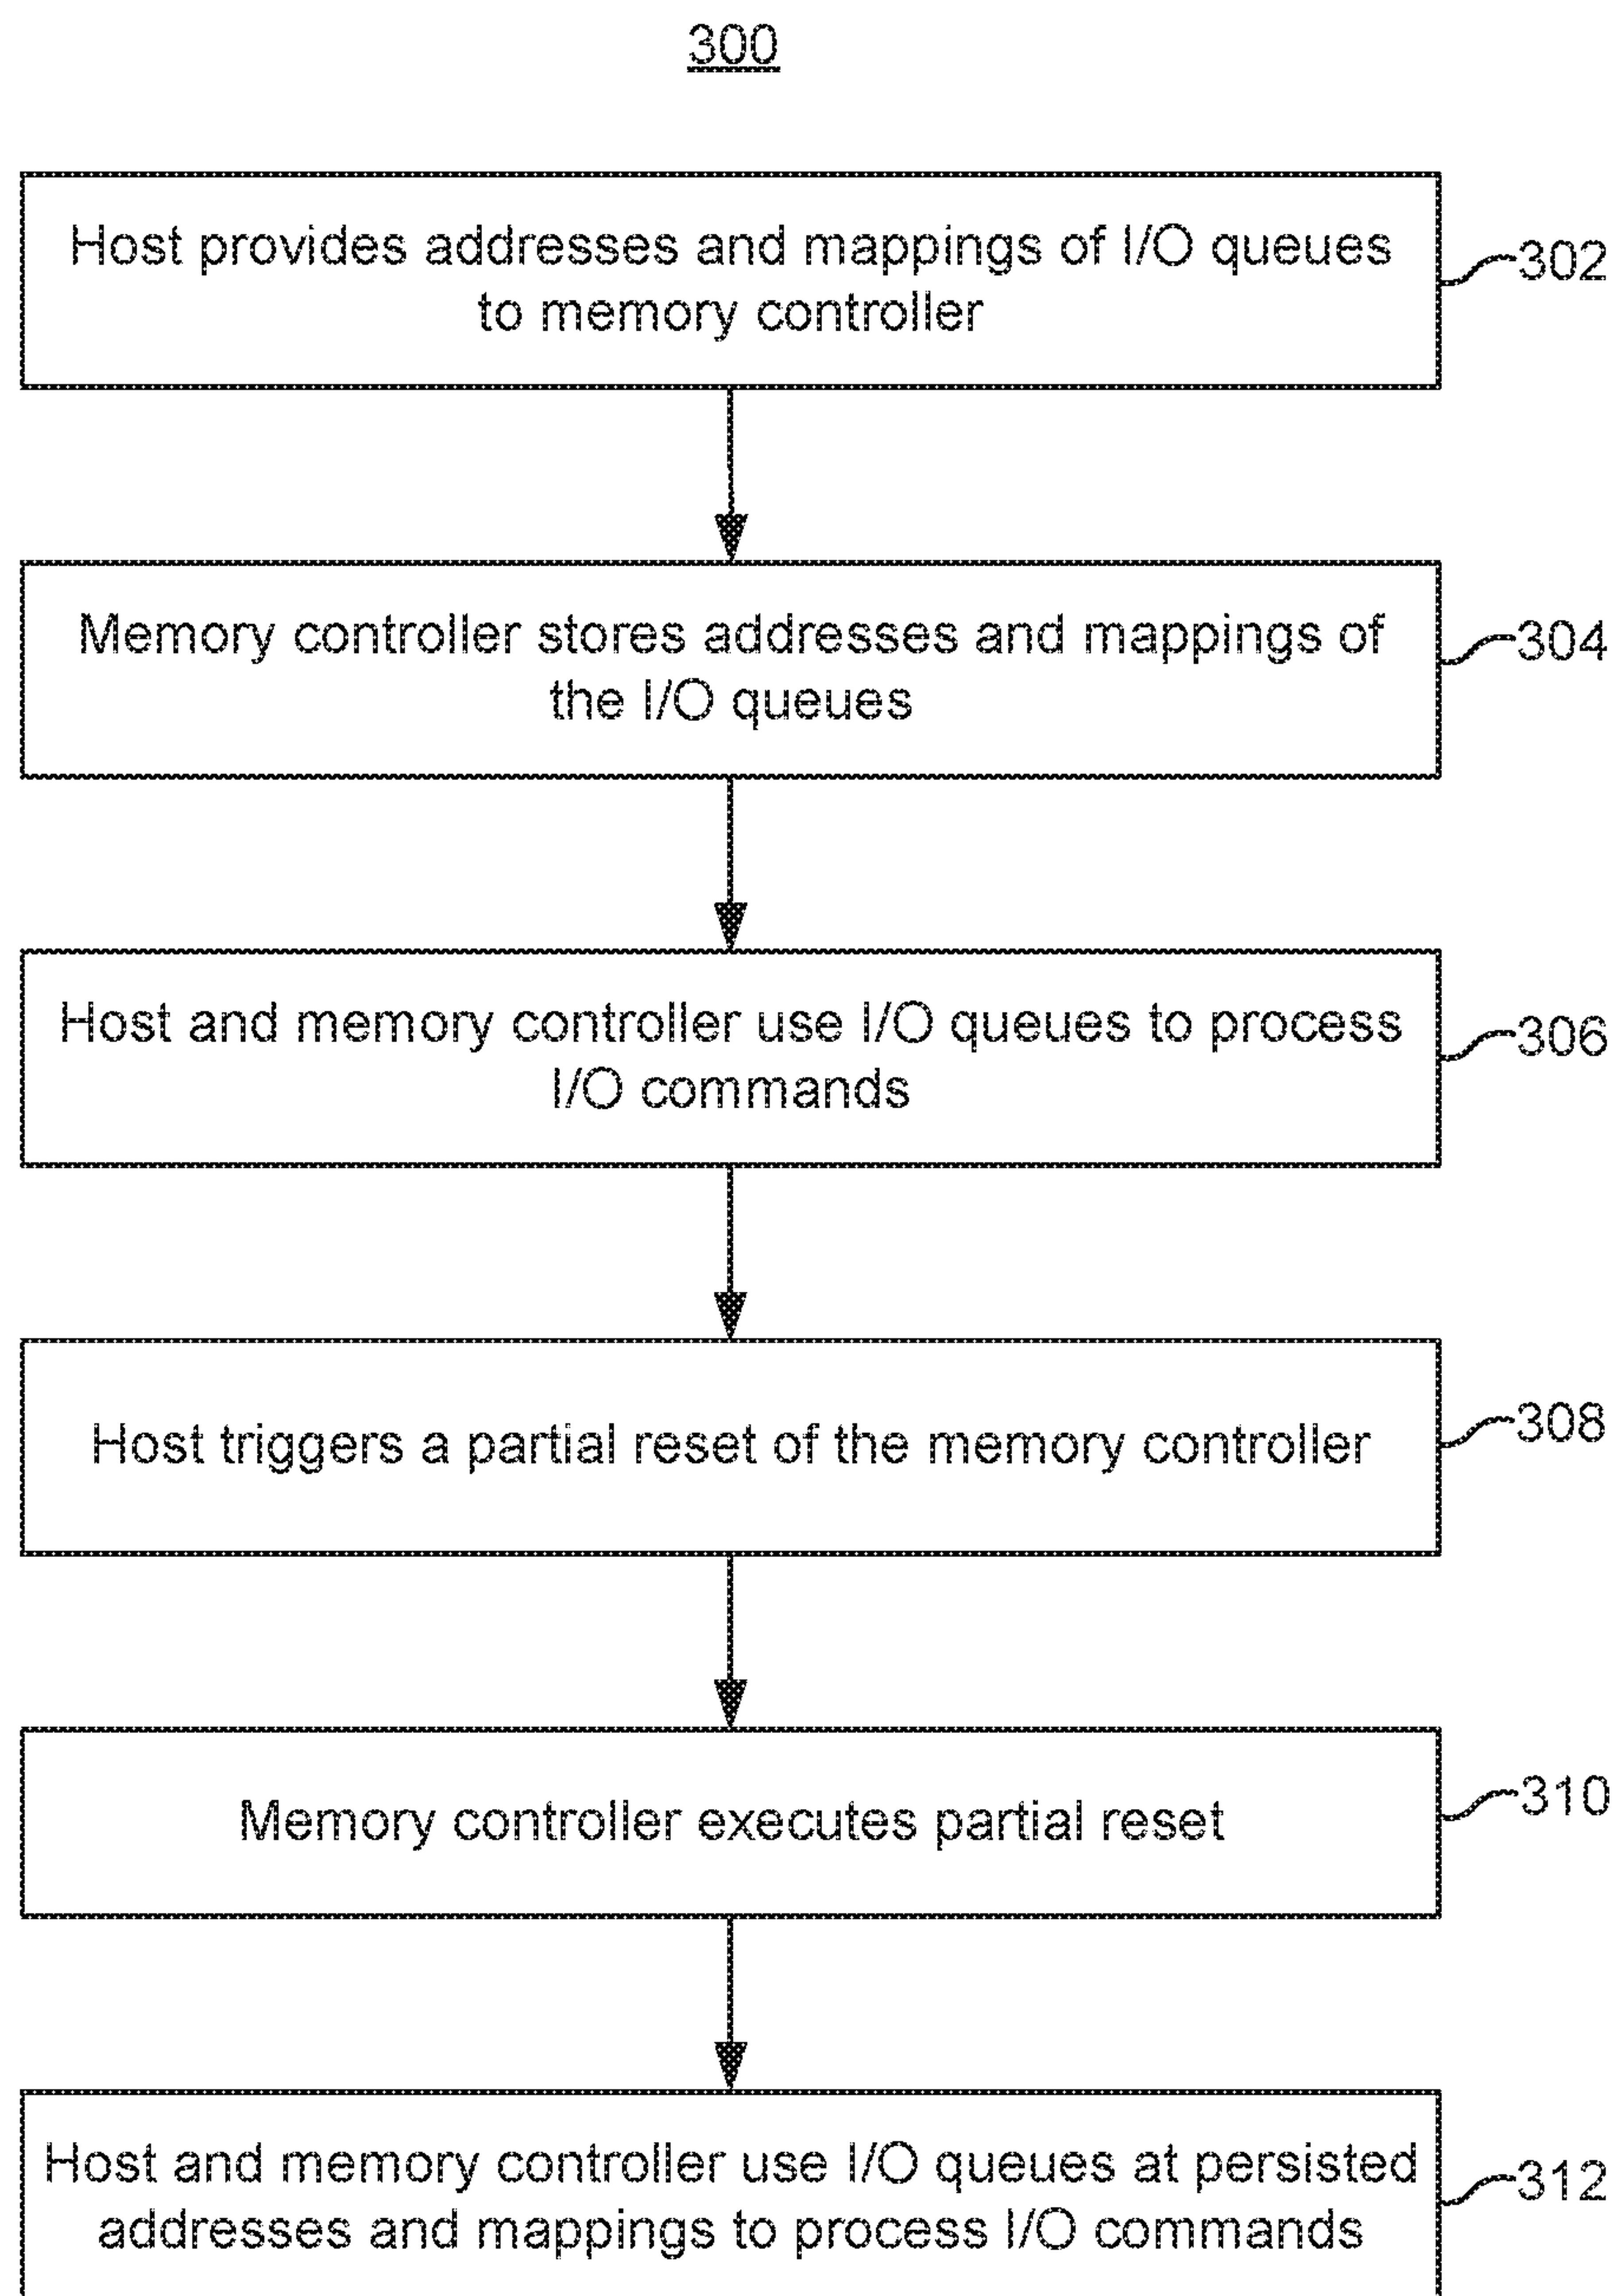 300
Host provides addresses and mappings of I/O queues
to memory controller
302
Memory controller stores addresses and mappings of
the I/O queues
304
Host and memory controller use I/O queues to process
I/O commands
306
Host triggers a partial reset of the memory controller
308
Memory controller executes partial reset
310
Host and memory controller use I/O queues at persisted
addresses and mappings to process I/O commands
312